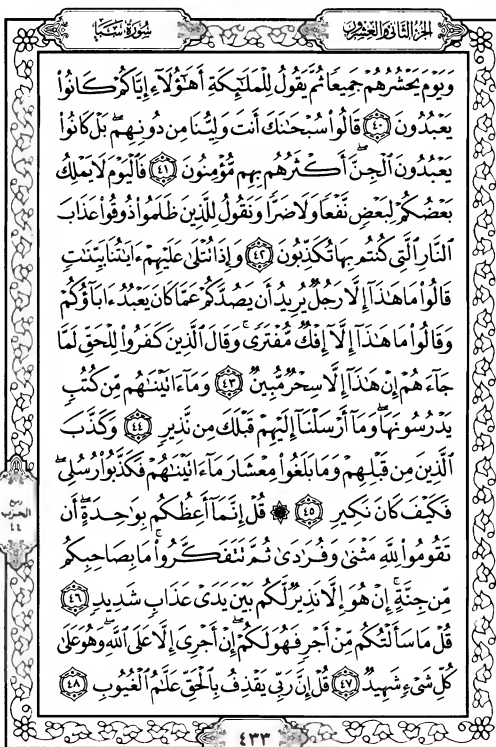 الجزء الثاني والعشرون سُورَةُ سَبَإٍ
وَيَوْمَ يَحْشُرُهُمْ جَمِيعًا ثُمَّ يَقُولُ لِلْمَلَٰٓئِكَةِ أَهَٰٓؤُلَآءِ إِيَّاكُمْ كَانُوا۟
يَعْبُدُونَ ٤٠ قَالُوا۟ سُبْحَٰنَكَ أَنتَ وَلِيُّنَا مِن دُونِهِم ۖ بَلْ كَانُوا۟
يَعْبُدُونَ ٱلْجِنَّ ۖ أَكْثَرُهُم بِهِم مُّؤْمِنُونَ ٤١ فَٱلْيَوْمَ لَا يَمْلِكُ
بَعْضُكُمْ لِبَعْضٍ نَّفْعًا وَلَا ضَرًّا وَنَقُولُ لِلَّذِينَ ظَلَمُوا۟ ذُوقُوا۟ عَذَابَ
ٱلنَّارِ ٱلَّتِى كُنتُم بِهَا تُكَذِّبُونَ ٤٢ وَإِذَا تُتْلَىٰ عَلَيْهِمْ ءَايَٰتُنَا بَيِّنَٰتٍ
قَالُوا۟ مَا هَٰذَآ إِلَّا رَجُلٌ يُرِيدُ أَن يَصُدَّكُمْ عَمَّا كَانَ يَعْبُدُ ءَابَآؤُكُمْ
وَقَالُوا۟ مَا هَٰذَآ إِلَّآ إِفْكٌ مُّفْتَرًى ۚ وَقَالَ ٱلَّذِينَ كَفَرُوا۟ لِلْحَقِّ لَمَّا
جَآءَهُمْ إِنْ هَٰذَآ إِلَّا سِحْرٌ مُّبِينٌ ٤٣ وَمَآ ءَاتَيْنَٰهُم مِّن كُتُبٍ
يَدْرُسُونَهَا ۖ وَمَآ أَرْسَلْنَآ إِلَيْهِمْ قَبْلَكَ مِن نَّذِيرٍ ٤٤ وَكَذَّبَ
ٱلَّذِينَ مِن قَبْلِهِمْ وَمَا بَلَغُوا۟ مِعْشَارَ مَآ ءَاتَيْنَٰهُمْ فَكَذَّبُوا۟ رُسُلِى ۖ
فَكَيْفَ كَانَ نَكِيرِ ٤٥ ۞ قُلْ إِنَّمَآ أَعِظُكُم بِوَٰحِدَةٍ ۖ أَن
تَقُومُوا۟ لِلَّهِ مَثْنَىٰ وَفُرَٰدَىٰ ثُمَّ تَتَفَكَّرُوا۟ ۚ مَا بِصَاحِبِكُم
مِّن جِنَّةٍ ۚ إِنْ هُوَ إِلَّا نَذِيرٌ لَّكُم بَيْنَ يَدَىْ عَذَابٍ شَدِيدٍ ٤٦
قُلْ مَا سَأَلْتُكُم مِّنْ أَجْرٍ فَهُوَ لَكُمْ ۖ إِنْ أَجْرِىَ إِلَّا عَلَى ٱللَّهِ ۖ وَهُوَ عَلَىٰ
كُلِّ شَىْءٍ شَهِيدٌ ٤٧ قُلْ إِنَّ رَبِّى يَقْذِفُ بِٱلْحَقِّ عَلَّٰمُ ٱلْغُيُوبِ ٤٨
ربع
الحزب
٤٤
٤٣٣